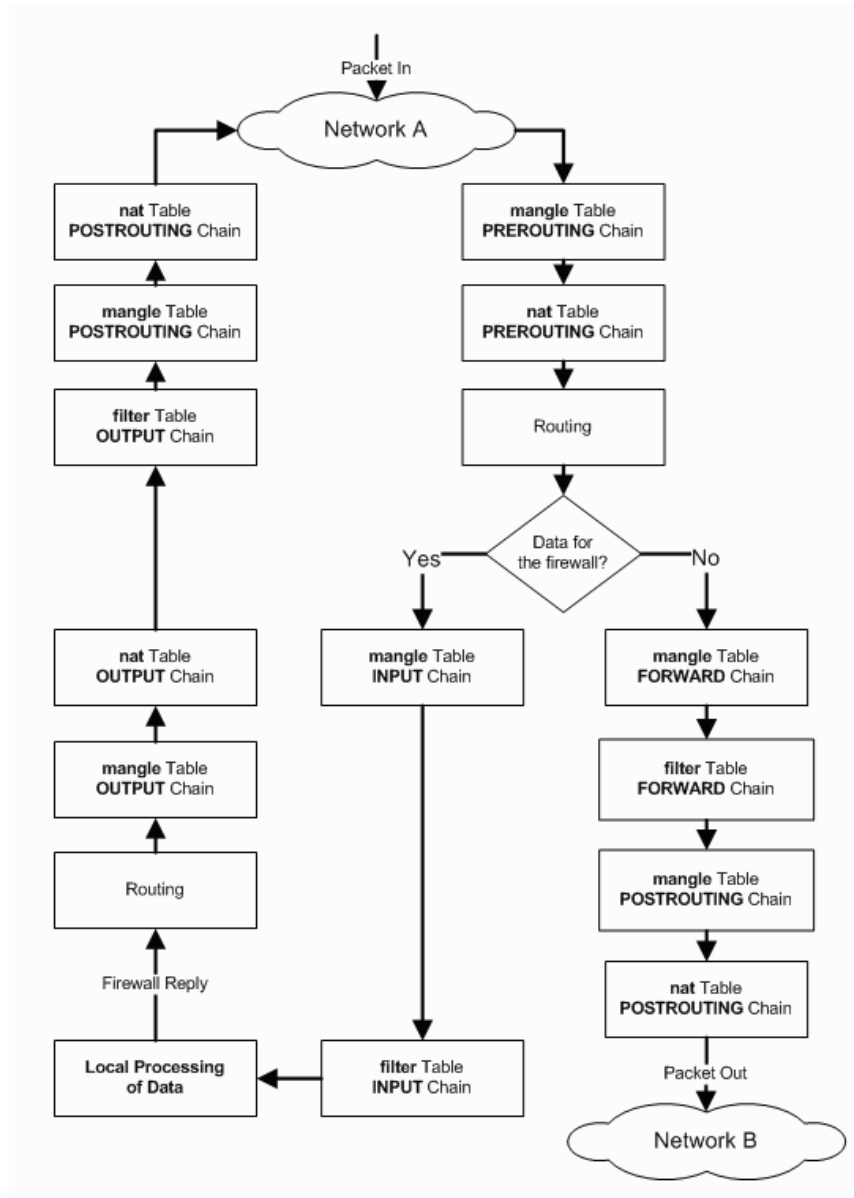 Packet In
Network A
nat Table
POSTROUTING Chain
mangle Table
PREROUTING Chain
mangle Table
POSTROUTING Chain
nat Table
PREROUTING Chain
filter Table
OUTPUT Chain
Routing
Data for
the firewall?
Yes
No
nat Table
OUTPUT Chain
mangle Table
INPUT Chain
mangle Table
FORWARD Chain
mangle Table
OUTPUT Chain
filter Table
FORWARD Chain
Routing
mangle Table
POSTROUTING Chain
Firewall Reply
nat Table
POSTROUTING Chain
Local Processing
of Data
filter Table
INPUT Chain
Packet Out
Network B